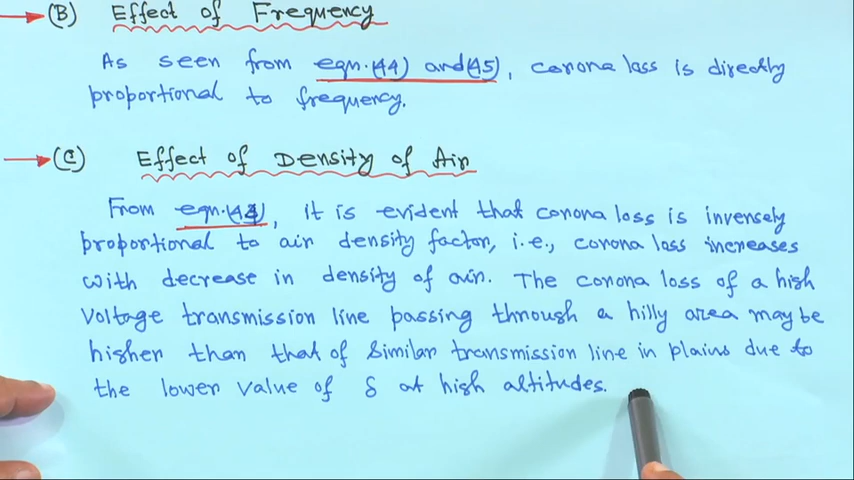 (B) Effect of Frequency
As seen from eqn.(44) and (45), corona loss is directly
proportional to frequency.
(C) Effect of Density of Air
From eqn.(44), it is evident that corona loss is inversely
proportional to air density factor, i.e., corona loss increases
with decrease in density of air. The corona loss of a high
voltage transmission line passing through a hilly area may be
higher than that of similar transmission line in plains due to
the lower value of δ at high altitudes.